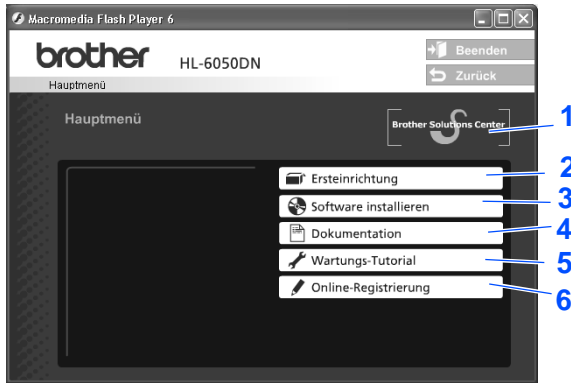 Macromedia Flash Player 6
brother
HL-6050DN
Beenden
Zurück
Hauptmenü
Hauptmenü
Brother Solutions Center
1
Ersteinrichtung
2
Software installieren
3
Dokumentation
4
Wartungs-Tutorial
5
Online-Registrierung
6